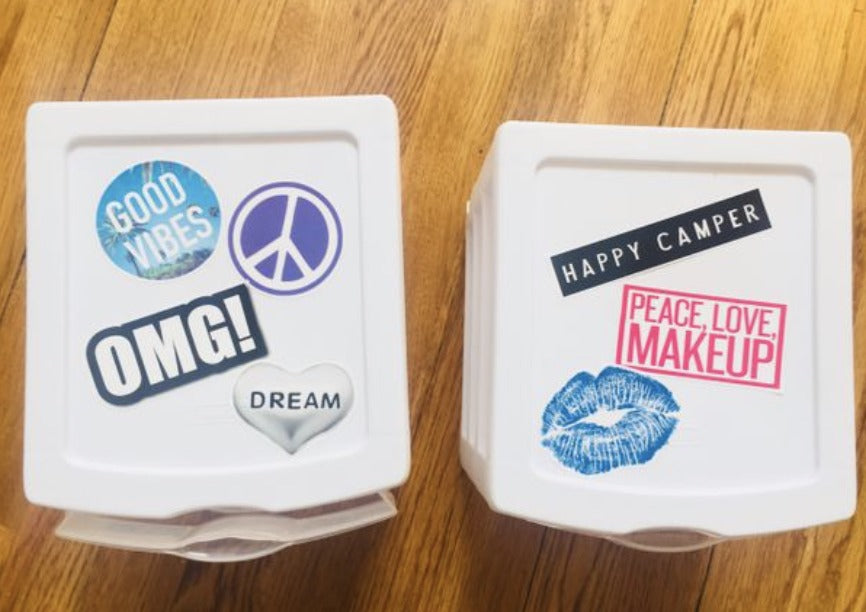 GOOD
VIBES
OMG!
DREAM
HAPPY CAMPER
PEACE, LOVE,
MAKEUP